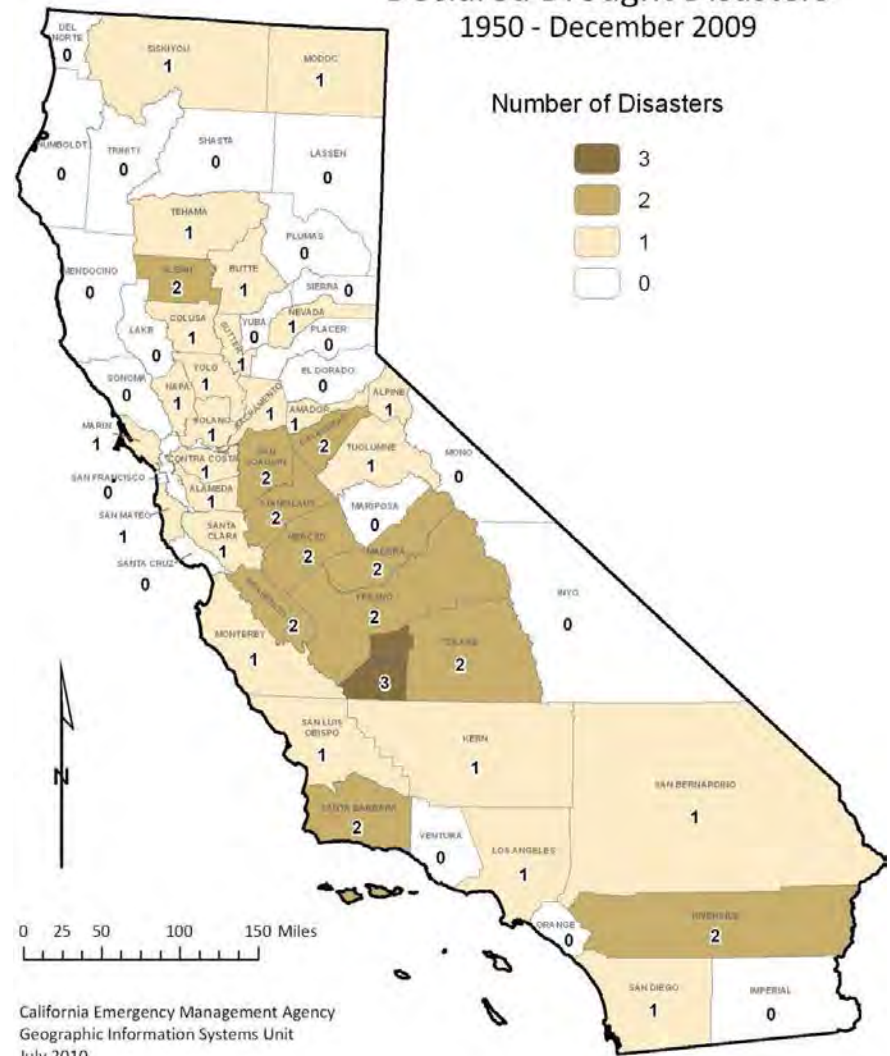 1950 - December 2009
Number of Disasters
3
2
1
0
DEL NORTE
0
SISKIYOU
1
MODOC
1
HUMBOLDT
0
TRINITY
0
SHASTA
0
LASSEN
0
TEHAMA
1
PLUMAS
0
MENDOCINO
0
GLENN
2
BUTTE
1
SIERRA 0
NEVADA
1
COLUSA
1
LAKE
0
SUTTER
1
YUBA
0
PLACER
0
SONOMA
0
NAPA
1
YOLO
1
EL DORADO
0
SACRAMENTO
1
ALPINE
1
AMADOR
1
SOLANO
1
MARIN
1
CALAVERAS
2
TUOLUMNE
1
MONO
0
CONTRA COSTA
1
SAN JOAQUIN
2
SAN FRANCISCO
0
ALAMEDA
1
STANISLAUS
2
MARIPOSA
0
SAN MATEO
1
SANTA CLARA
1
MERCED
2
MADERA
2
SANTA CRUZ
0
SAN BENITO
2
FRESNO
2
INYO
0
MONTEREY
1
3
TULARE
2
SAN LUIS OBISPO
1
KERN
1
SAN BERNARDINO
1
N
SANTA BARBARA
2
VENTURA
0
LOS ANGELES
1
ORANGE
0
RIVERSIDE
2
SAN DIEGO
1
IMPERIAL
0
0 25 50 100 150 Miles
California Emergency Management Agency
Geographic Information Systems Unit
July 2010